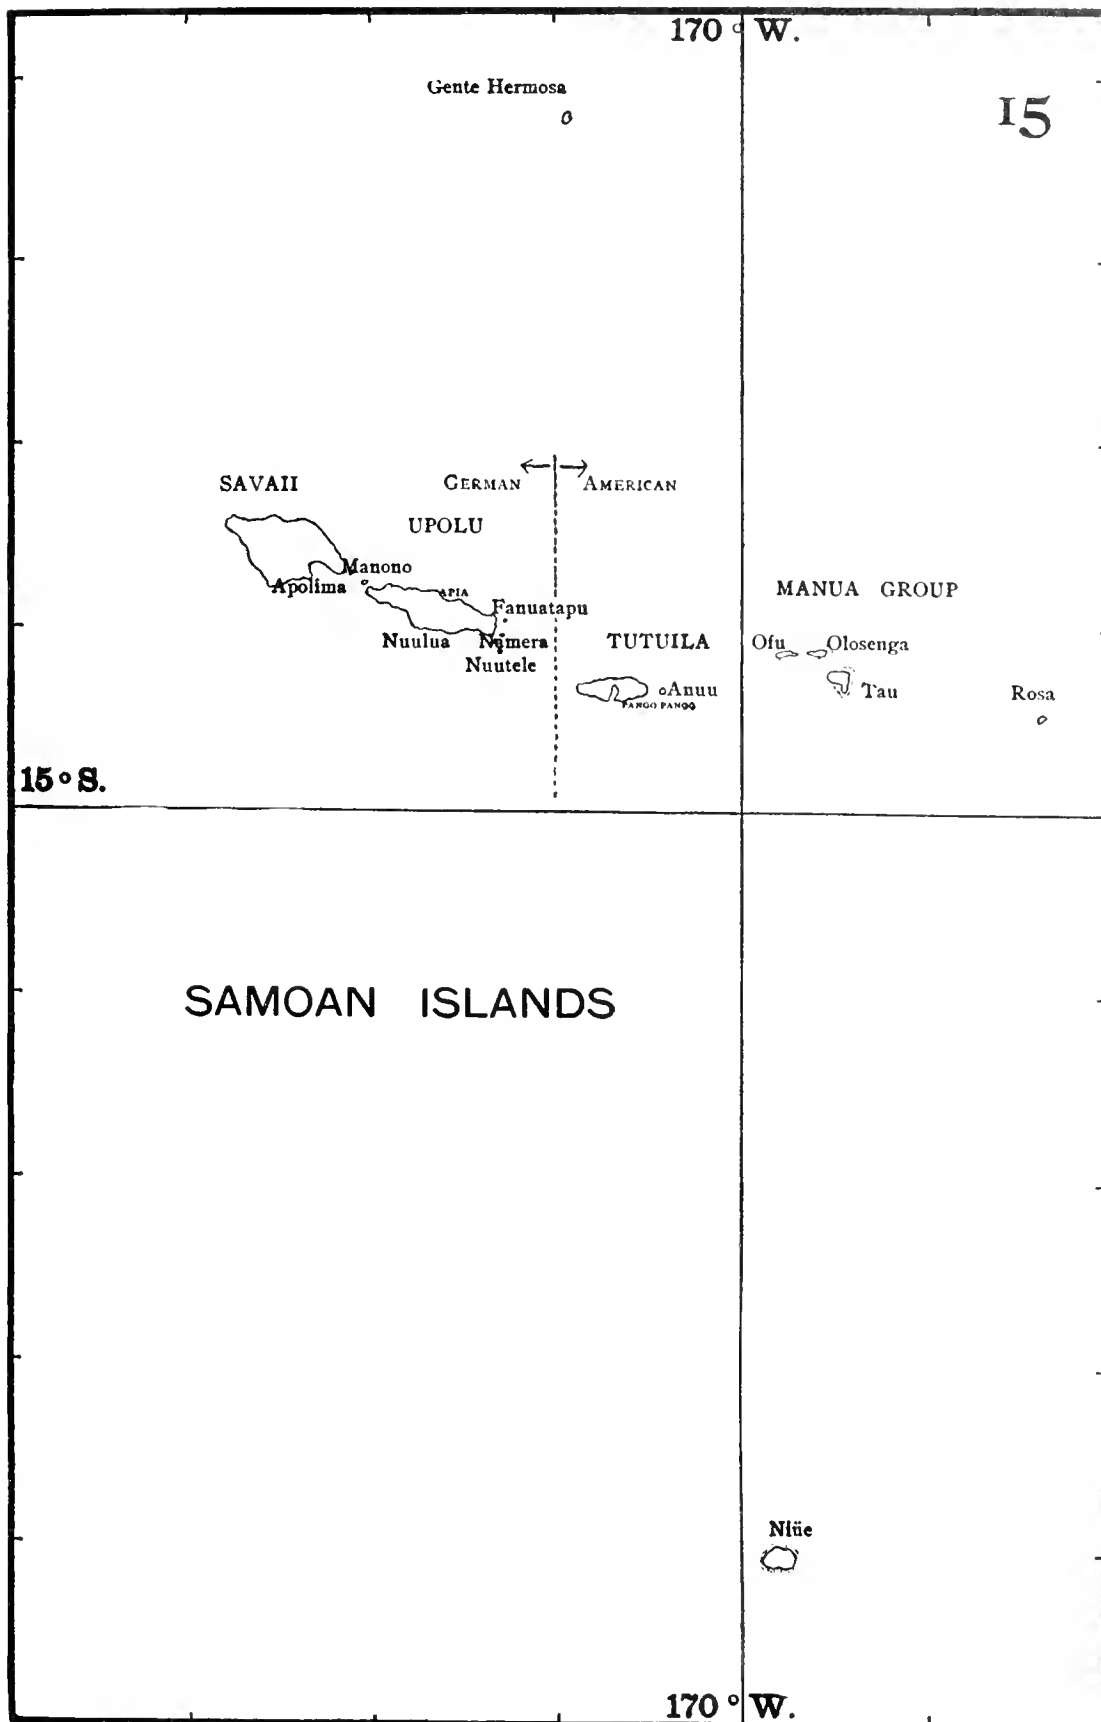 170° W.
Gente Hermosa
15
SAVAII
GERMAN
AMERICAN
UPOLU
Manono
Apolima
APIA
MANUA GROUP
Fanuatapu
Nuulua
Namera
TUTUILA
Ofu
Olosenga
Nuutele
Anuu
Tau
Rosa
PANGO PANGO
15° S.
SAMOAN ISLANDS
Niüe
170° W.